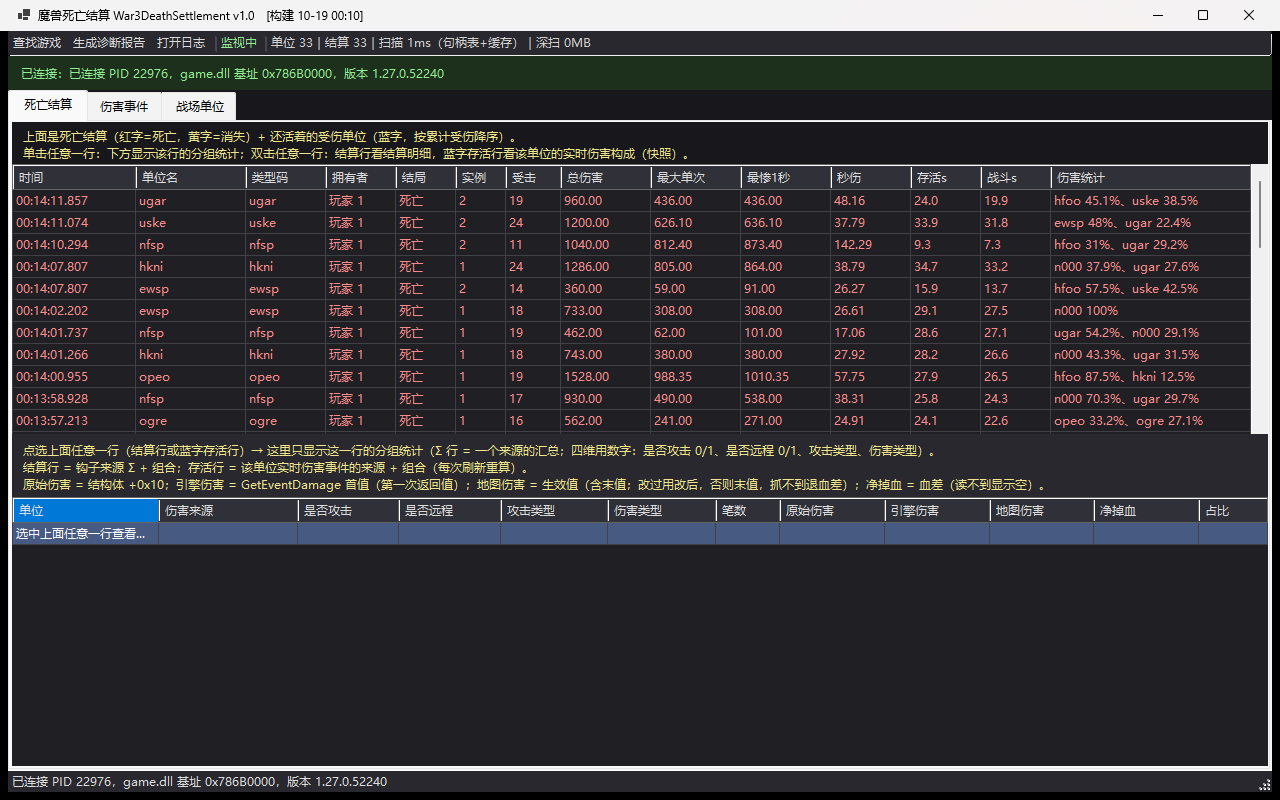 魔兽死亡结算 War3DeathSettlement v1.0 [构建 10-19 00:10]
查找游戏 生成诊断报告 打开日志 监视中 单位 33 | 结算 33 | 扫描 1ms（句柄表+缓存） | 深扫 0MB
已连接：已连接 PID 22976，game.dll 基址 0x786B0000，版本 1.27.0.52240
死亡结算 伤害事件 战场单位
上面是死亡结算（红字=死亡，黄字=消失）+ 还活着的受伤单位（蓝字，按累计受伤降序）。
单击任意一行：下方显示该行的分组统计；双击任意一行：结算行看结算明细，蓝字存活行看该单位的实时伤害构成（快照）。
时间 单位名 类型码 拥有者 结局 实例 受击 总伤害 最大单次 最惨1秒 秒伤 存活s 战斗s 伤害统计
00:14:11.857 ugar ugar 玩家 1 死亡 2 19 960.00 436.00 436.00 48.16 24.0 19.9 hfoo 45.1%、uske 38.5%
00:14:11.074 uske uske 玩家 1 死亡 2 24 1200.00 626.10 636.10 37.79 33.9 31.8 ewsp 48%、ugar 22.4%
00:14:10.294 nfsp nfsp 玩家 1 死亡 2 11 1040.00 812.40 873.40 142.29 9.3 7.3 hfoo 31%、ugar 29.2%
00:14:07.807 hkni hkni 玩家 1 死亡 1 24 1286.00 805.00 864.00 38.79 34.7 33.2 n000 37.9%、ugar 27.6%
00:14:07.807 ewsp ewsp 玩家 1 死亡 2 14 360.00 59.00 91.00 26.27 15.9 13.7 hfoo 57.5%、uske 42.5%
00:14:02.202 ewsp ewsp 玩家 1 死亡 1 18 733.00 308.00 308.00 26.61 29.1 27.5 n000 100%
00:14:01.737 nfsp nfsp 玩家 1 死亡 1 19 462.00 62.00 101.00 17.06 28.6 27.1 ugar 54.2%、n000 29.1%
00:14:01.266 hkni hkni 玩家 1 死亡 1 18 743.00 380.00 380.00 27.92 28.2 26.6 n000 43.3%、ugar 31.5%
00:14:00.955 opeo opeo 玩家 1 死亡 1 19 1528.00 988.35 1010.35 57.75 27.9 26.5 hfoo 87.5%、hkni 12.5%
00:13:58.928 nfsp nfsp 玩家 1 死亡 1 17 930.00 490.00 538.00 38.31 25.8 24.3 n000 70.3%、ugar 29.7%
00:13:57.213 ogre ogre 玩家 1 死亡 1 16 562.00 241.00 271.00 24.91 24.1 22.6 opeo 33.2%、ogre 27.1%
点选上面任意一行（结算行或蓝字存活行）→ 这里只显示这一行的分组统计（Σ 行 = 一个来源的汇总；四维用数字：是否攻击 0/1、是否远程 0/1、攻击类型、伤害类型）。
结算行 = 钩子来源 Σ + 组合；存活行 = 该单位实时伤害事件的来源 + 组合（每次刷新重算）。
原始伤害 = 结构体 +0x10；引擎伤害 = GetEventDamage 首值（第一次返回值）；地图伤害 = 生效值（含末值；改过用改后，否则末值，抓不到退血差）；净掉血 = 血差（读不到显示空）。
单位 伤害来源 是否攻击 是否远程 攻击类型 伤害类型 笔数 原始伤害 引擎伤害 地图伤害 净掉血 占比
选中上面任意一行查看...
已连接 PID 22976，game.dll 基址 0x786B0000，版本 1.27.0.52240